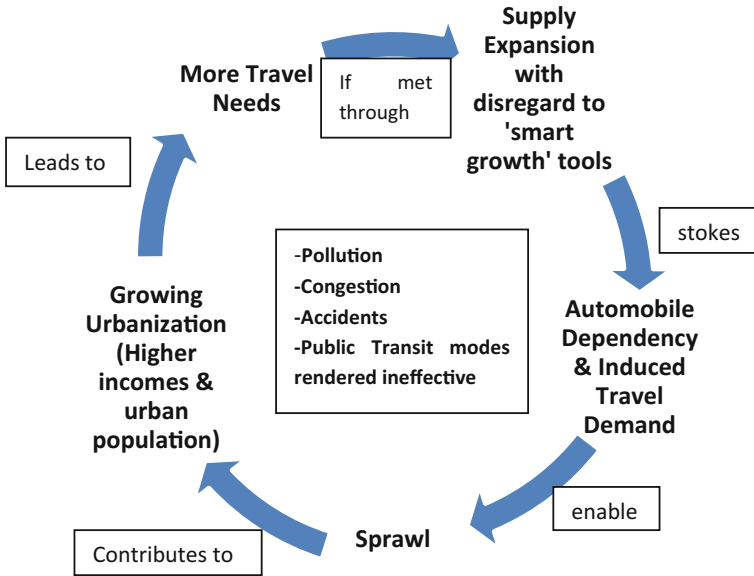 More Travel
Needs
If met
through
Supply
Expansion
with
disregard to
'smart
growth' tools
stokes
Automobile
Dependency
& Induced
Travel
Demand
enable
Sprawl
Contributes to
Growing
Urbanization
(Higher
incomes &
urban
population)
Leads to
-Pollution
-Congestion
-Accidents
-Public Transit modes
rendered ineffective